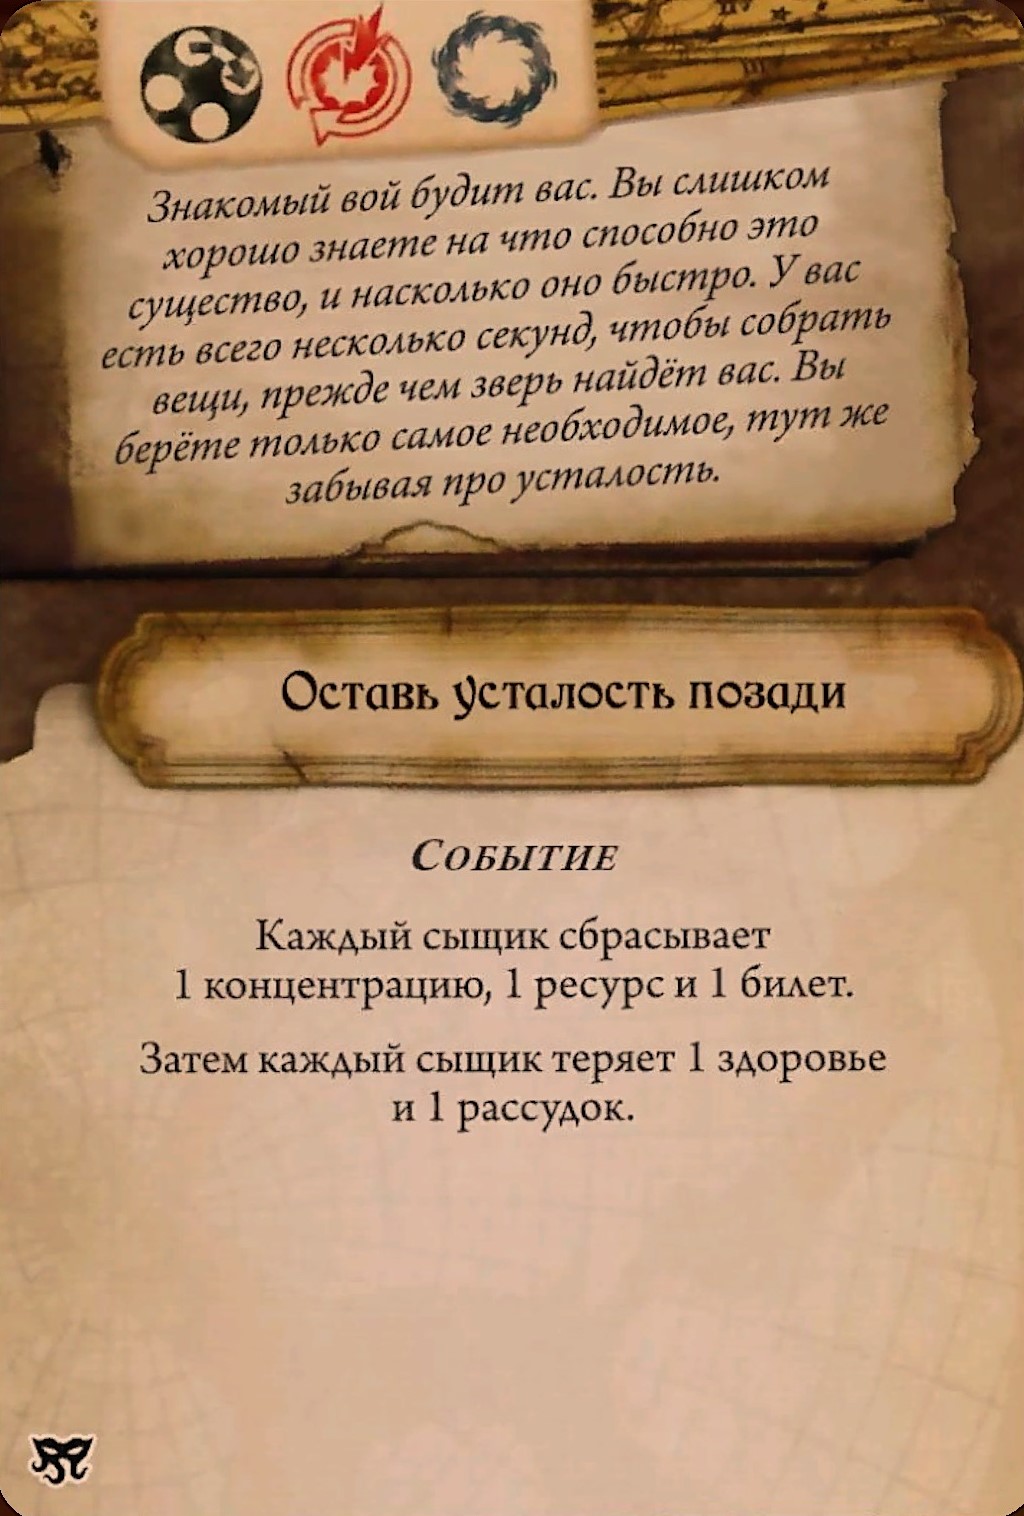 Знакомый вой будит вас. Вы слишком
хорошо знаете на что способно это
существо, и насколько оно быстро. У вас
есть всего несколько секунд, чтобы собрать
вещи, прежде чем зверь найдёт вас. Вы
берёте только самое необходимое, тут же
забывая про усталость.
Оставь усталость позади
Событие
Каждый сыщик сбрасывает
1 концентрацию, 1 ресурс и 1 билет.
Затем каждый сыщик теряет 1 здоровье
и 1 рассудок.